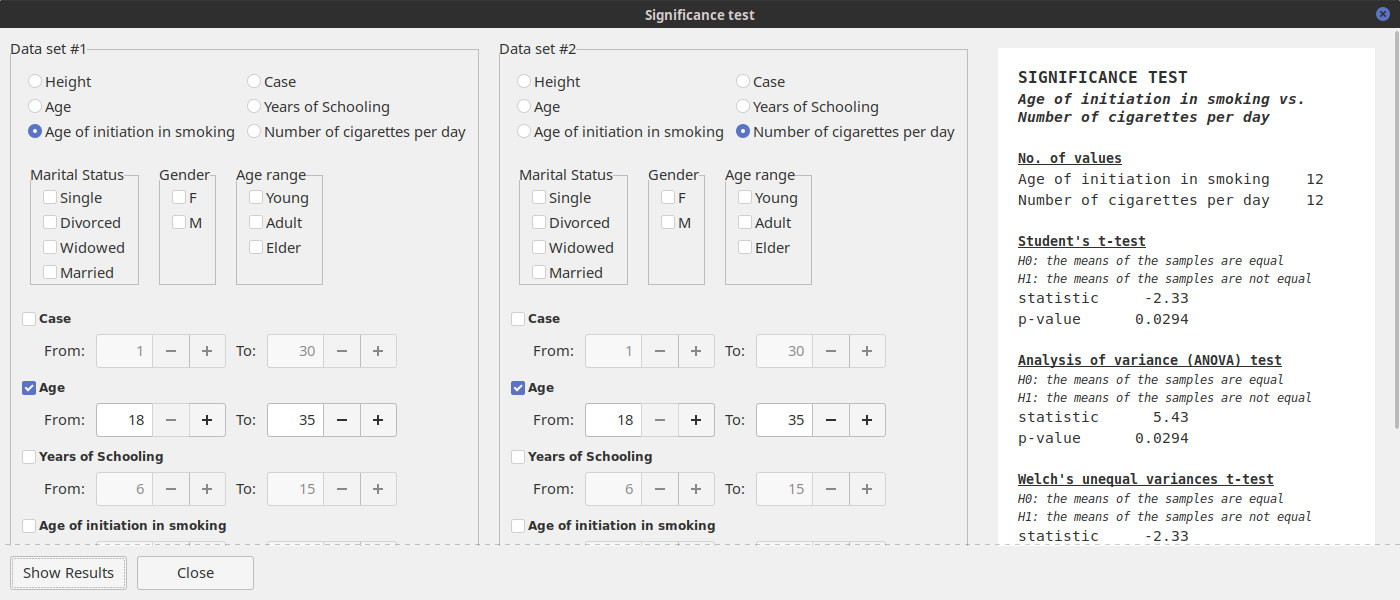 Significance test
Data set #1
Height
Case
Age
Years of Schooling
Age of initiation in smoking
Number of cigarettes per day
Marital Status
Gender
Age range
Single
F
Young
Divorced
M
Adult
Widowed
Elder
Married
Case
From: 1 − + To: 30 − +
Age
From: 18 − + To: 35 − +
Years of Schooling
From: 6 − + To: 15 − +
Age of initiation in smoking
Data set #2
Height
Case
Age
Years of Schooling
Age of initiation in smoking
Number of cigarettes per day
Marital Status
Gender
Age range
Single
F
Young
Divorced
M
Adult
Widowed
Elder
Married
Case
From: 1 − + To: 30 − +
Age
From: 18 − + To: 35 − +
Years of Schooling
From: 6 − + To: 15 − +
Age of initiation in smoking
SIGNIFICANCE TEST
Age of initiation in smoking vs.
Number of cigarettes per day
No. of values
Age of initiation in smoking 12
Number of cigarettes per day 12
Student's t-test
H0: the means of the samples are equal
H1: the means of the samples are not equal
statistic -2.33
p-value 0.0294
Analysis of variance (ANOVA) test
H0: the means of the samples are equal
H1: the means of the samples are not equal
statistic 5.43
p-value 0.0294
Welch's unequal variances t-test
H0: the means of the samples are equal
H1: the means of the samples are not equal
statistic -2.33
Show Results
Close